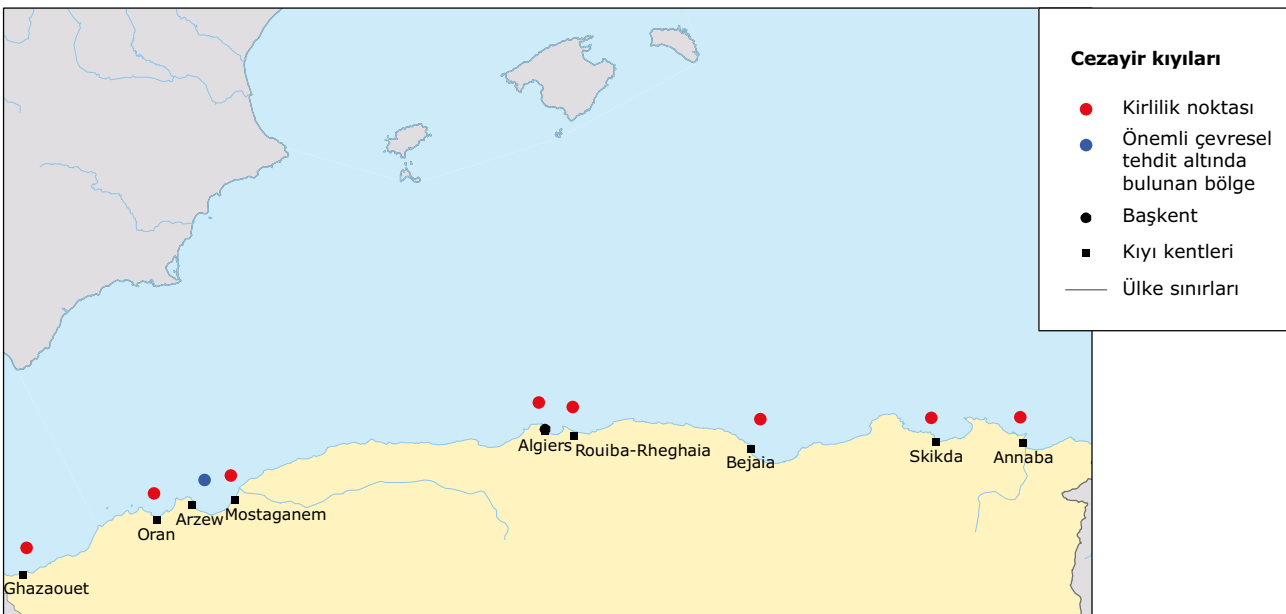 Cezayir kıyıları
Kirlilik noktası
Önemli çevresel
tehdit altında
bulunan bölge
Başkent
Kıyı kentleri
Ülke sınırları
Algiers
Rouiba-Rheghaia
Bejaia
Skikda
Annaba
Mostaganem
Arzew
Oran
Ghazaouet